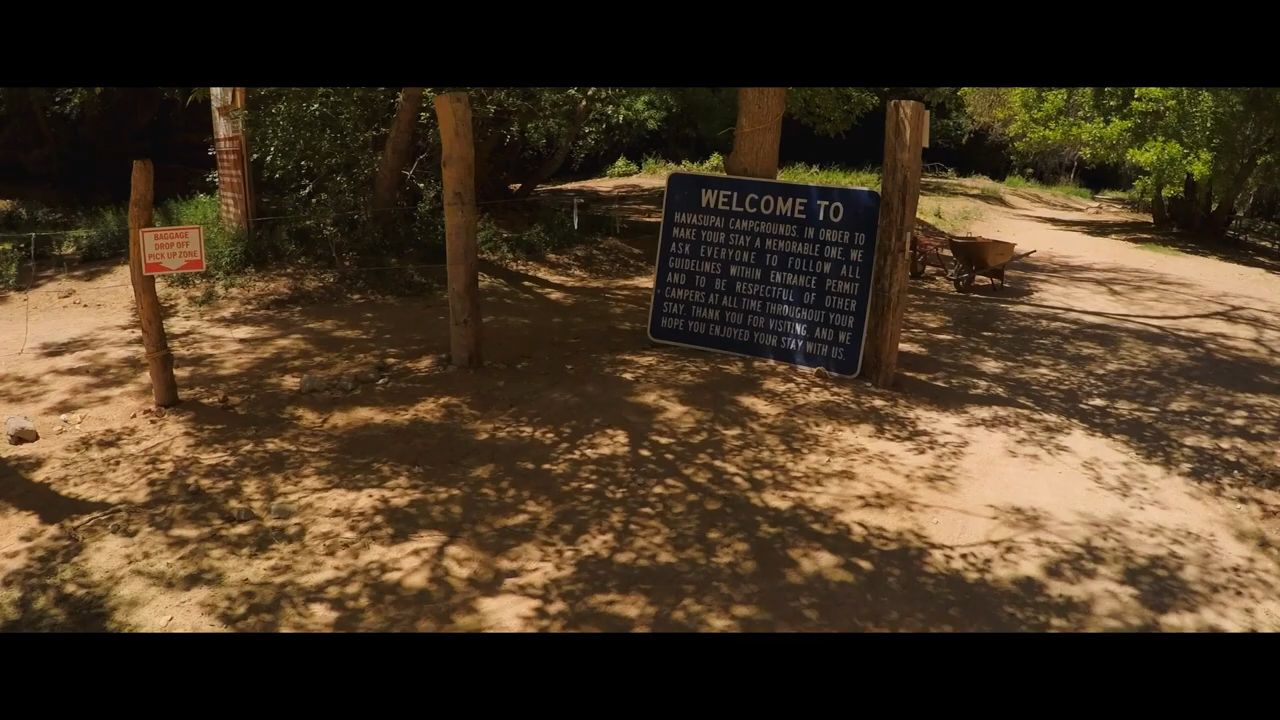 BAGGAGE
DROP OFF
PICK UP ZONE
WELCOME TO
HAVASUPAI CAMPGROUNDS. IN ORDER TO
MAKE YOUR STAY A MEMORABLE ONE, WE
ASK EVERYONE TO FOLLOW ALL
GUIDELINES WITHIN ENTRANCE PERMIT
AND TO BE RESPECTFUL OF OTHER
CAMPERS AT ALL TIME THROUGHOUT YOUR
STAY. THANK YOU FOR VISITING, AND WE
HOPE YOU ENJOYED YOUR STAY WITH US.